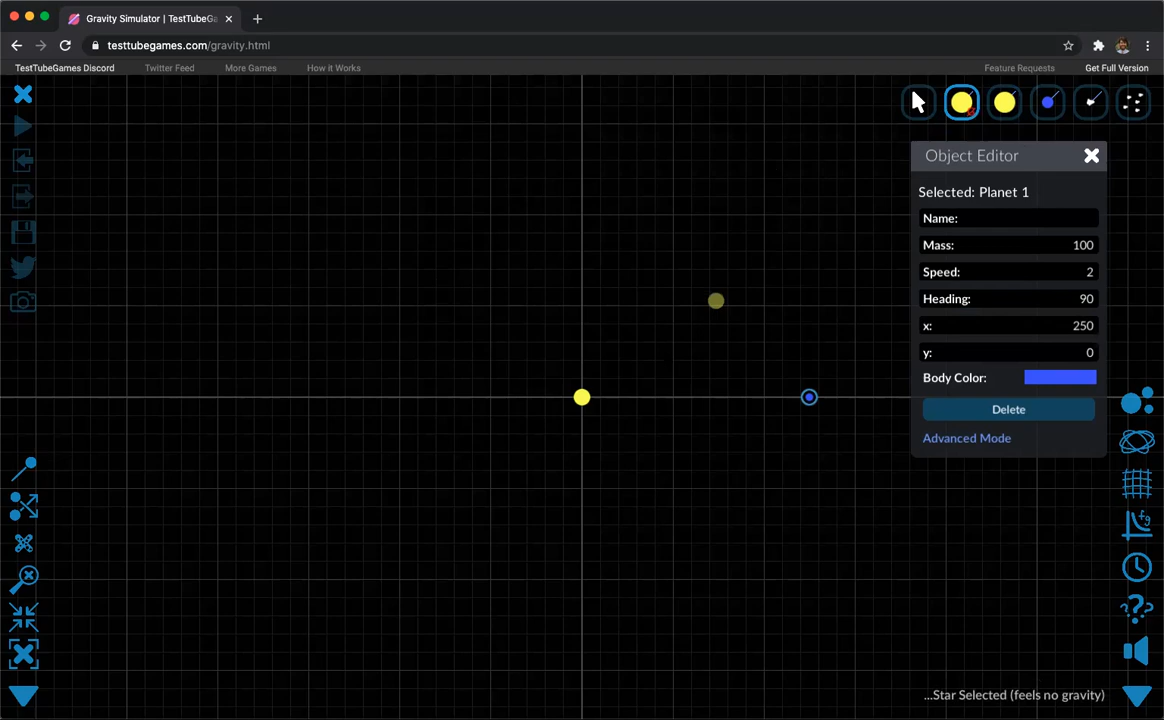 Gravity Simulator | TestTubeGa
testtubegames.com/gravity.html
TestTubeGames Discord
Twitter Feed
More Games
How it Works
Feature Requests
Get Full Version
Object Editor
Selected: Planet 1
Name:
Mass: 100
Speed: 2
Heading: 90
x: 250
y: 0
Body Color:
Delete
Advanced Mode
fg
???
...Star Selected (feels no gravity)